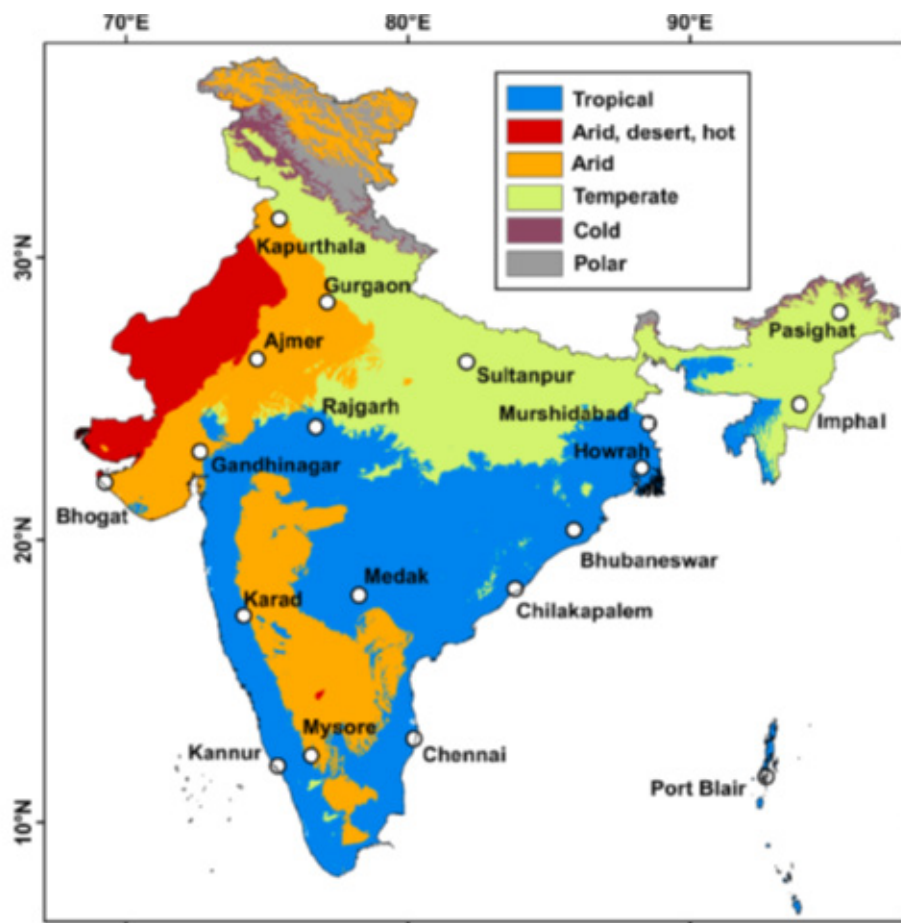 70°E 80°E 90°E
Tropical
Arid, desert, hot
Arid
Temperate
Cold
Polar
30°N
20°N
10°N
Kapurthala
Gurgaon
Ajmer
Pasighat
Sultanpur
Rajgarh
Murshidabad
Imphal
Gandhinagar
Howrah
Bhogat
Bhubaneswar
Medak
Karad
Chilakapalem
Mysore
Kannur
Chennai
Port Blair